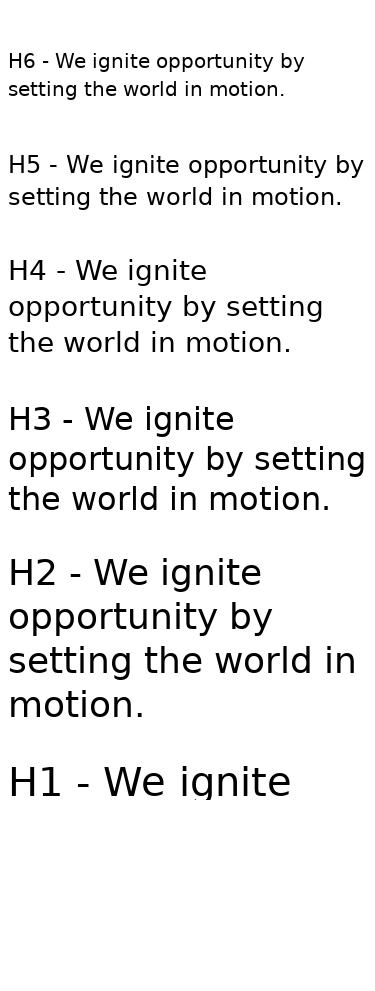 H6 - We ignite opportunity by
setting the world in motion.
H5 - We ignite opportunity by
setting the world in motion.
H4 - We ignite
opportunity by setting
the world in motion.
H3 - We ignite
opportunity by setting
the world in motion.
H2 - We ignite
opportunity by
setting the world in
motion.
H1 - We ignite